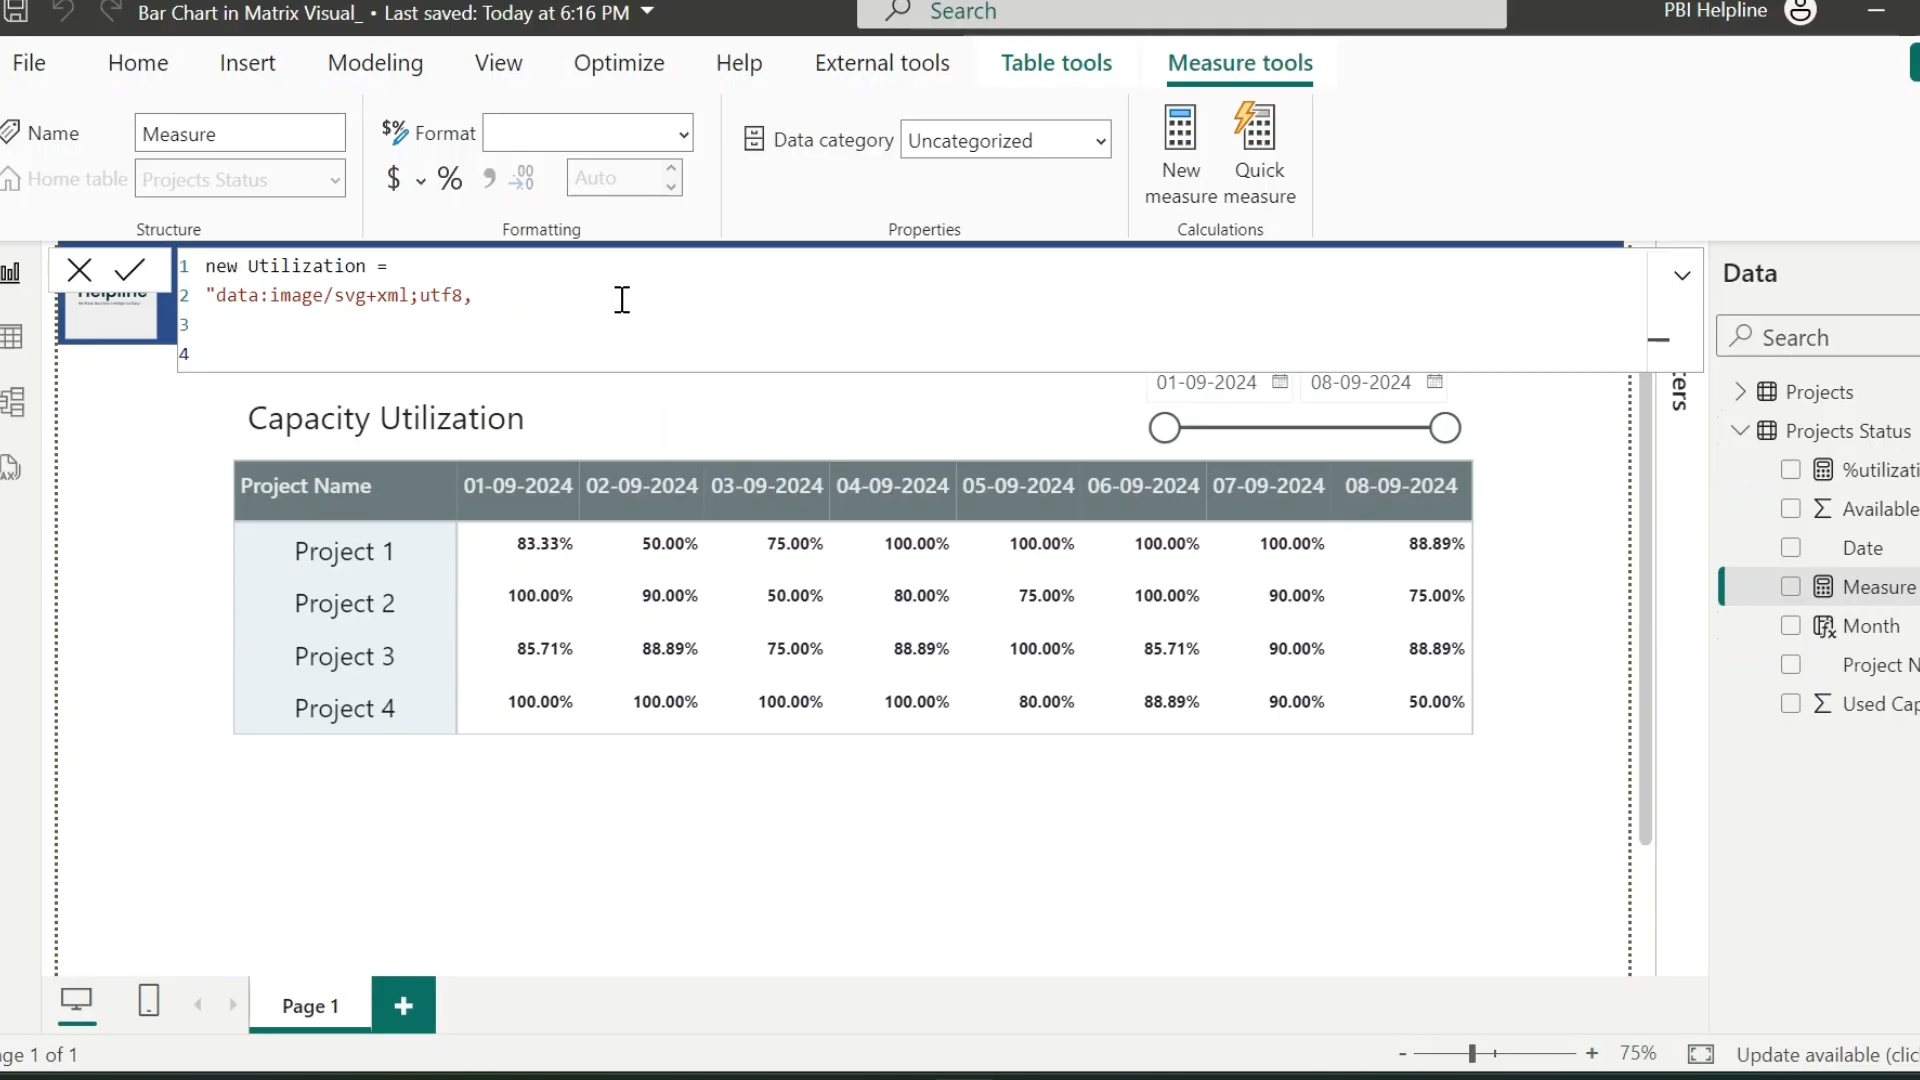 Bar Chart in Matrix Visual_ • Last saved: Today at 6:16 PM
Search
PBI Helpline
File
Home
Insert
Modeling
View
Optimize
Help
External tools
Table tools
Measure tools
Name
Measure
Home table
Projects Status
Structure
$% Format
$ % 9 .00 →0
Auto
Formatting
Data category
Uncategorized
Properties
New measure
Quick measure
Calculations
1 new Utilization =
2 "data:image/svg+xml;utf8,
3
4
Helpline
Capacity Utilization
01-09-2024 08-09-2024
Project Name 01-09-2024 02-09-2024 03-09-2024 04-09-2024 05-09-2024 06-09-2024 07-09-2024 08-09-2024
Project 1 83.33% 50.00% 75.00% 100.00% 100.00% 100.00% 100.00% 88.89%
Project 2 100.00% 90.00% 50.00% 80.00% 75.00% 100.00% 90.00% 75.00%
Project 3 85.71% 88.89% 75.00% 88.89% 100.00% 85.71% 90.00% 88.89%
Project 4 100.00% 100.00% 100.00% 100.00% 80.00% 88.89% 90.00% 50.00%
ters
Data
Search
Projects
Projects Status
%utilizati
Available
Date
Measure
Month
Project N
Used Cap
Page 1
+
age 1 of 1
- + 75%
Update available (clic